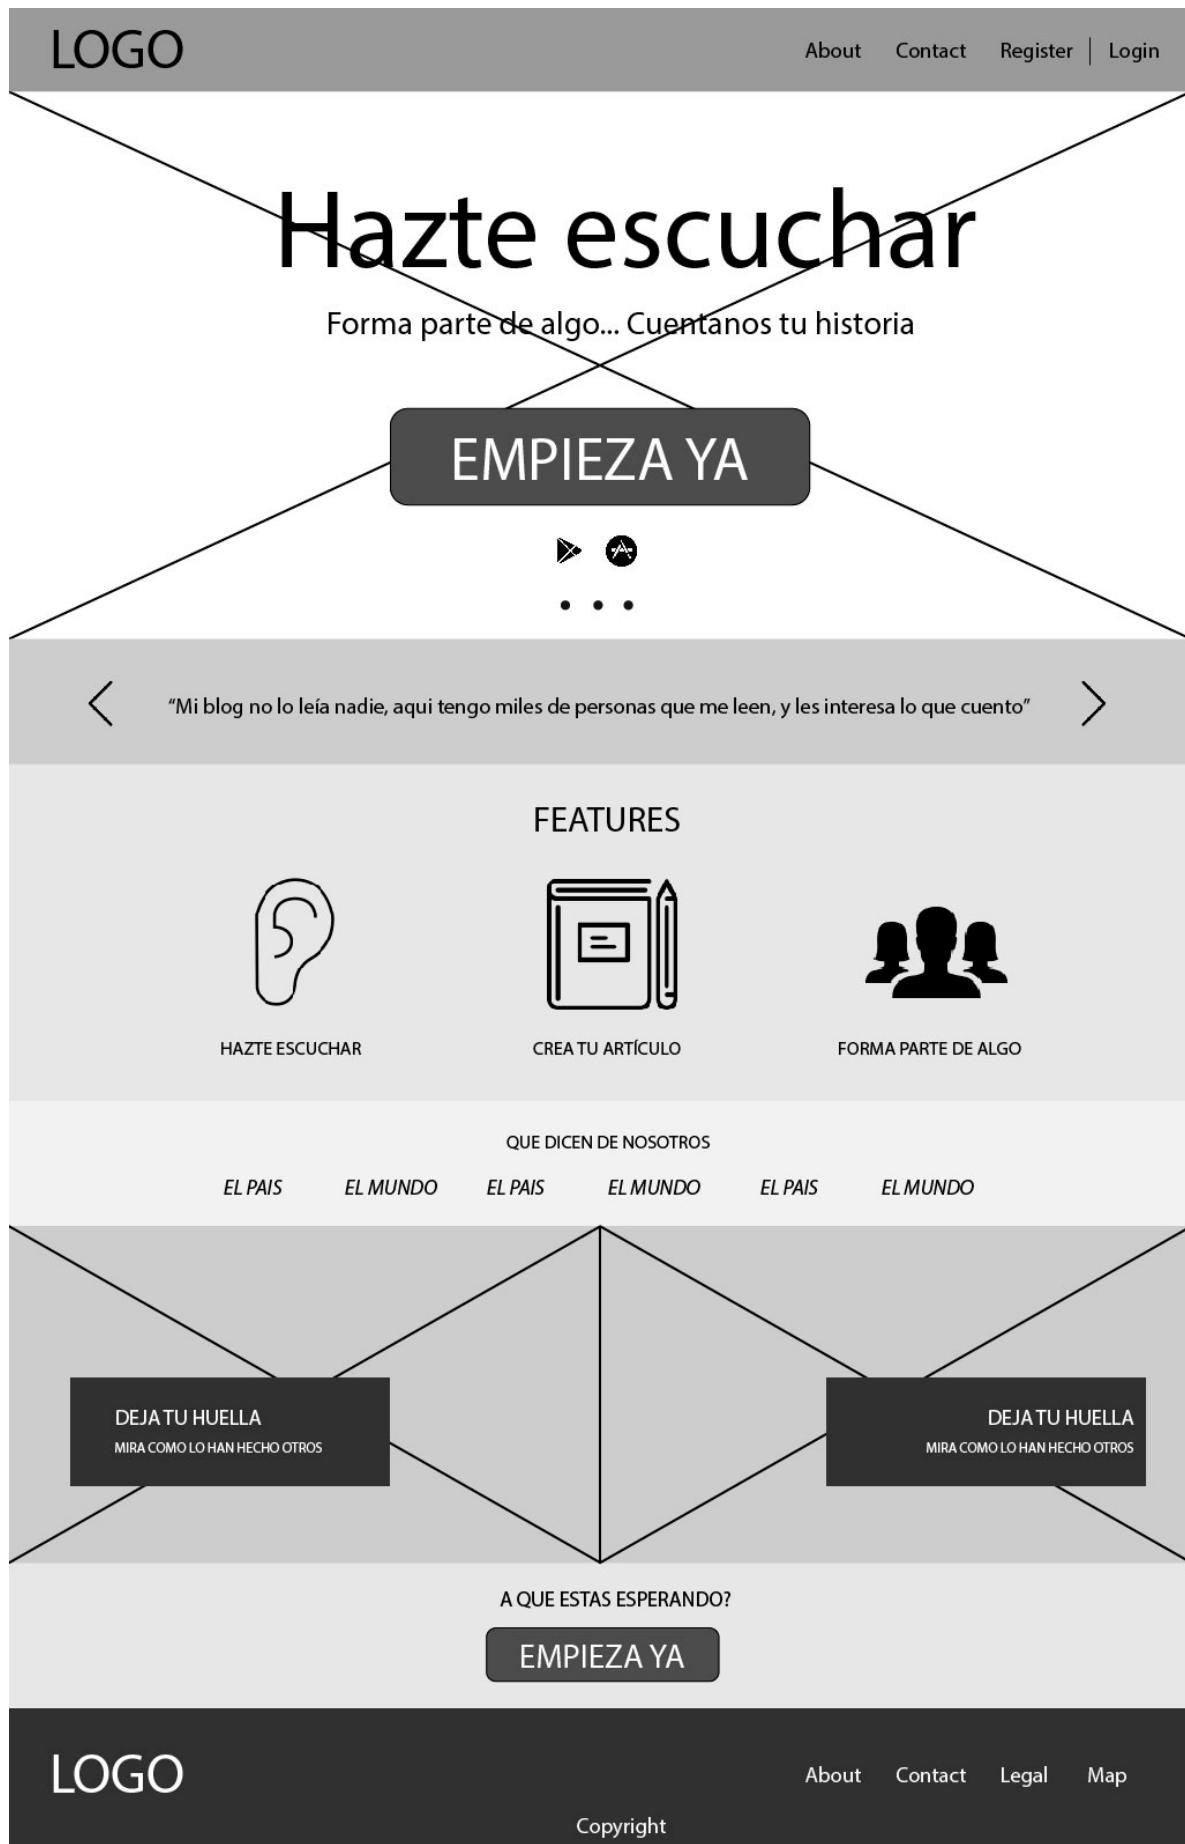 LOGO
About Contact Register | Login
Hazte escuchar
Forma parte de algo... Cuentanos tu historia
EMPIEZA YA
“Mi blog no lo leía nadie, aqui tengo miles de personas que me leen, y les interesa lo que cuento”
FEATURES
HAZTE ESCUCHAR CREA TU ARTÍCULO FORMA PARTE DE ALGO
QUE DICEN DE NOSOTROS
EL PAIS EL MUNDO EL PAIS EL MUNDO EL PAIS EL MUNDO
DEJA TU HUELLA
MIRA COMO LO HAN HECHO OTROS
DEJA TU HUELLA
MIRA COMO LO HAN HECHO OTROS
A QUE ESTAS ESPERANDO?
EMPIEZA YA
LOGO
About Contact Legal Map
Copyright